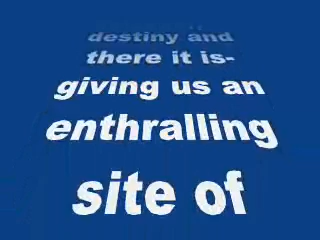 destiny and
there it is-
giving us an
enthralling
site of